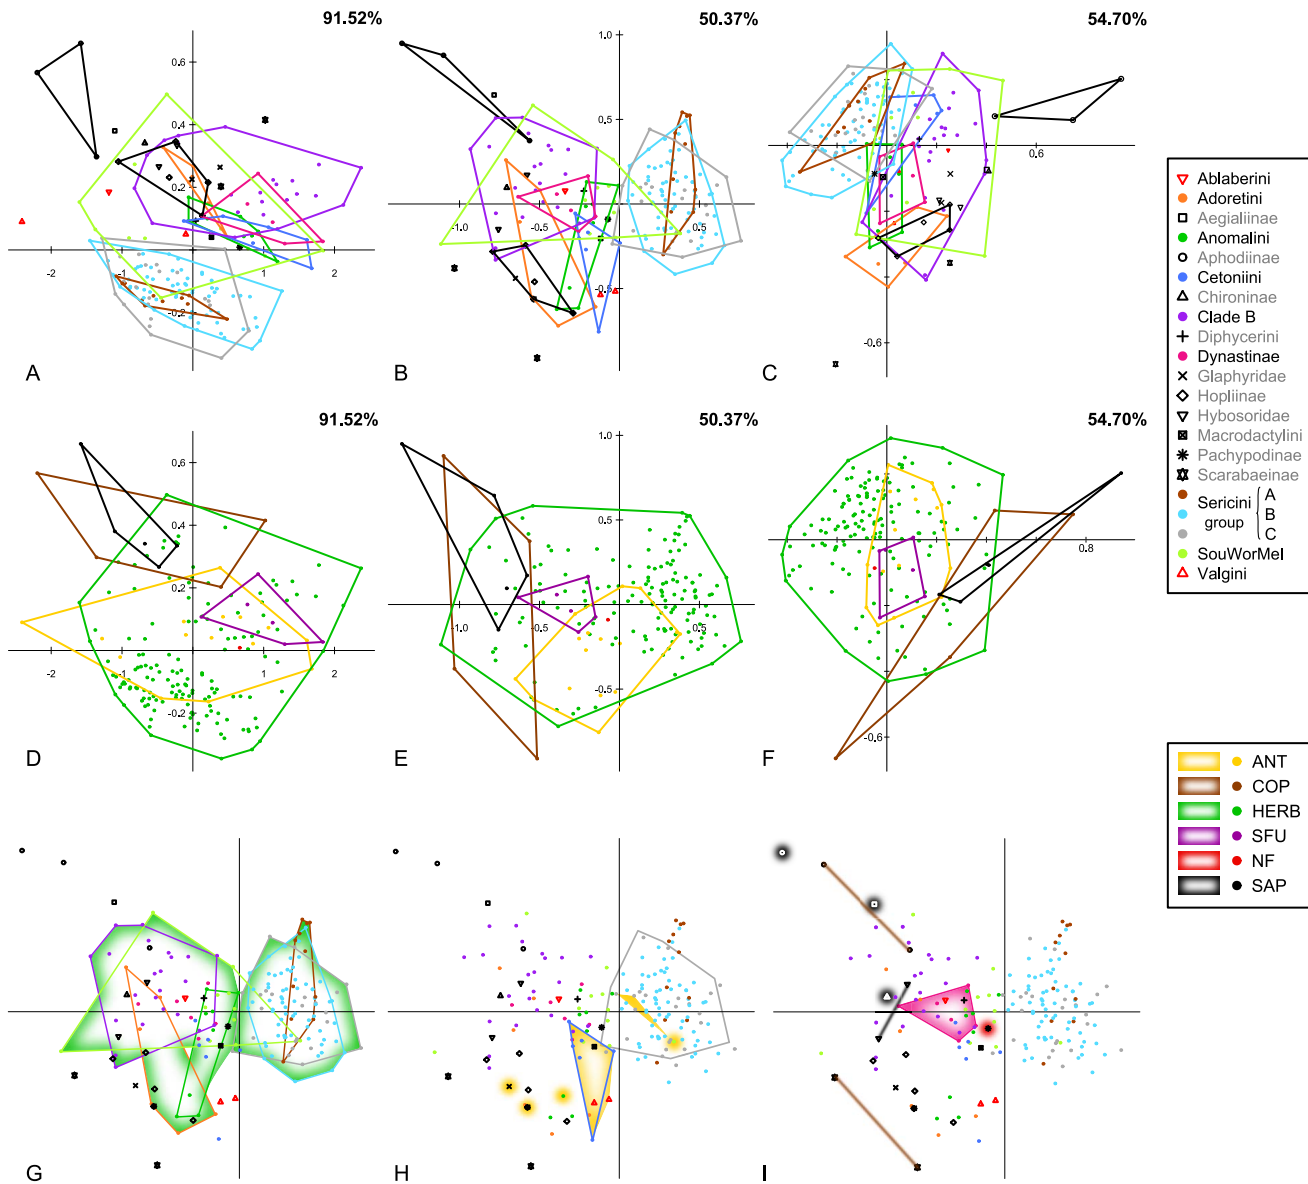 91.52%
0.6
0.4
0.2
-0.2
-2
-1
1
2
A
50.37%
1.0
0.5
-0.5
-1.0
-0.5
0.5
B
54.70%
0.6
-0.6
C
Ablaberini
Adoretini
Aegialiinae
Anomalini
Aphodiinae
Cetoniini
Chironinae
Clade B
Diphycerini
Dynastinae
Glaphyridae
Hopliinae
Hybosoridae
Macrodactylini
Pachypodinae
Scarabaeinae
Sericini group
A
B
C
SouWorMel
Valgini
91.52%
0.6
0.4
0.2
-0.2
-2
-1
1
2
D
50.37%
1.0
0.5
-0.5
-1.0
-0.5
0.5
E
54.70%
0.8
-0.6
F
ANT
COP
HERB
SFU
NF
SAP
G
H
I